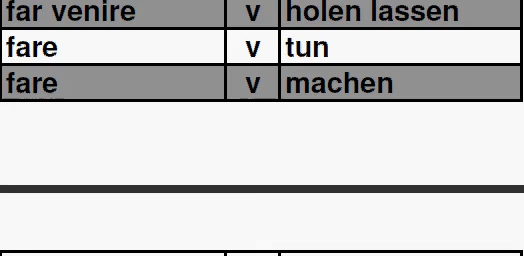 far venire v holen lassen
fare v tun
fare v machen